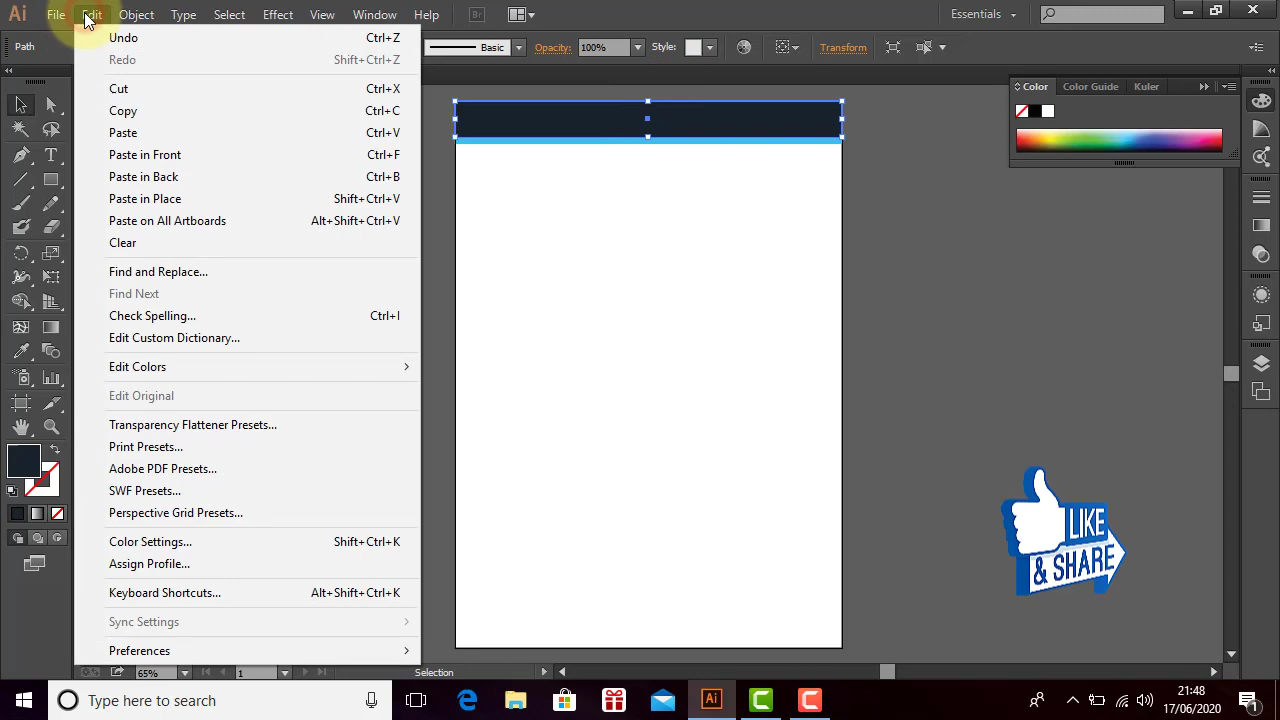 Ai File Edit Object Type Select Effect View Window Help Br Essentials
Path Basic Opacity: 100% Style: Transform
Undo Ctrl+Z
Redo Shift+Ctrl+Z
Cut Ctrl+X
Copy Ctrl+C
Paste Ctrl+V
Paste in Front Ctrl+F
Paste in Back Ctrl+B
Paste in Place Shift+Ctrl+V
Paste on All Artboards Alt+Shift+Ctrl+V
Clear
Find and Replace...
Find Next
Check Spelling... Ctrl+I
Edit Custom Dictionary...
Edit Colors
Edit Original
Transparency Flattener Presets...
Print Presets...
Adobe PDF Presets...
SWF Presets...
Perspective Grid Presets...
Color Settings... Shift+Ctrl+K
Assign Profile...
Keyboard Shortcuts... Alt+Shift+Ctrl+K
Sync Settings
Preferences
Color Color Guide Kuler
LIKE
& SHARE
65% 1 Selection
Type here to search
Ai
21:48
17/06/2020
1